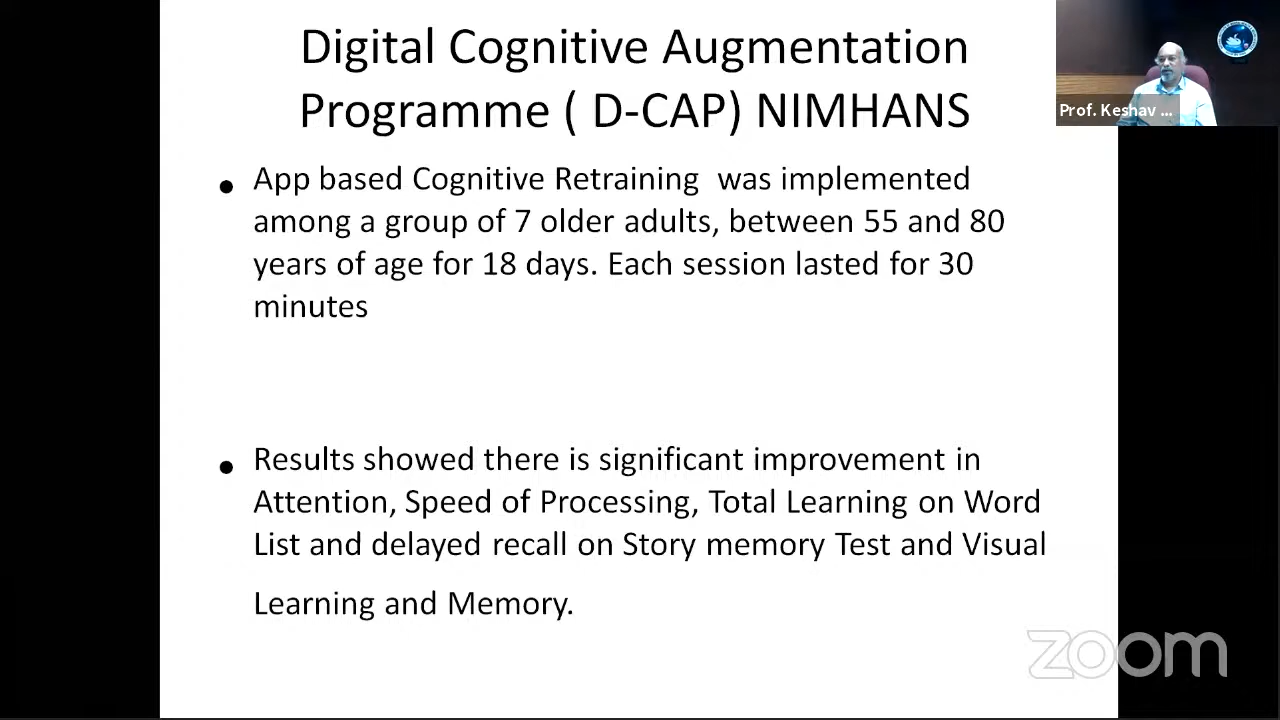 Digital Cognitive Augmentation
Programme ( D-CAP) NIMHANS
Prof. Keshav ...
• App based Cognitive Retraining was implemented
among a group of 7 older adults, between 55 and 80
years of age for 18 days. Each session lasted for 30
minutes
• Results showed there is significant improvement in
Attention, Speed of Processing, Total Learning on Word
List and delayed recall on Story memory Test and Visual
Learning and Memory.
zoom